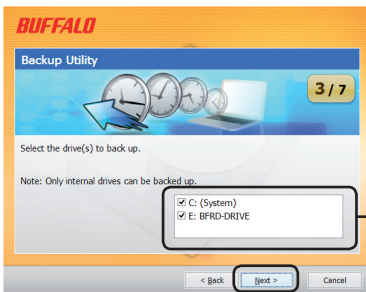 BUFFALO
Backup Utility
3 / 7
Select the drive(s) to back up.
Note: Only internal drives can be backed up.
C: (System)
E: BFRD-DRIVE
< Back
Next >
Cancel